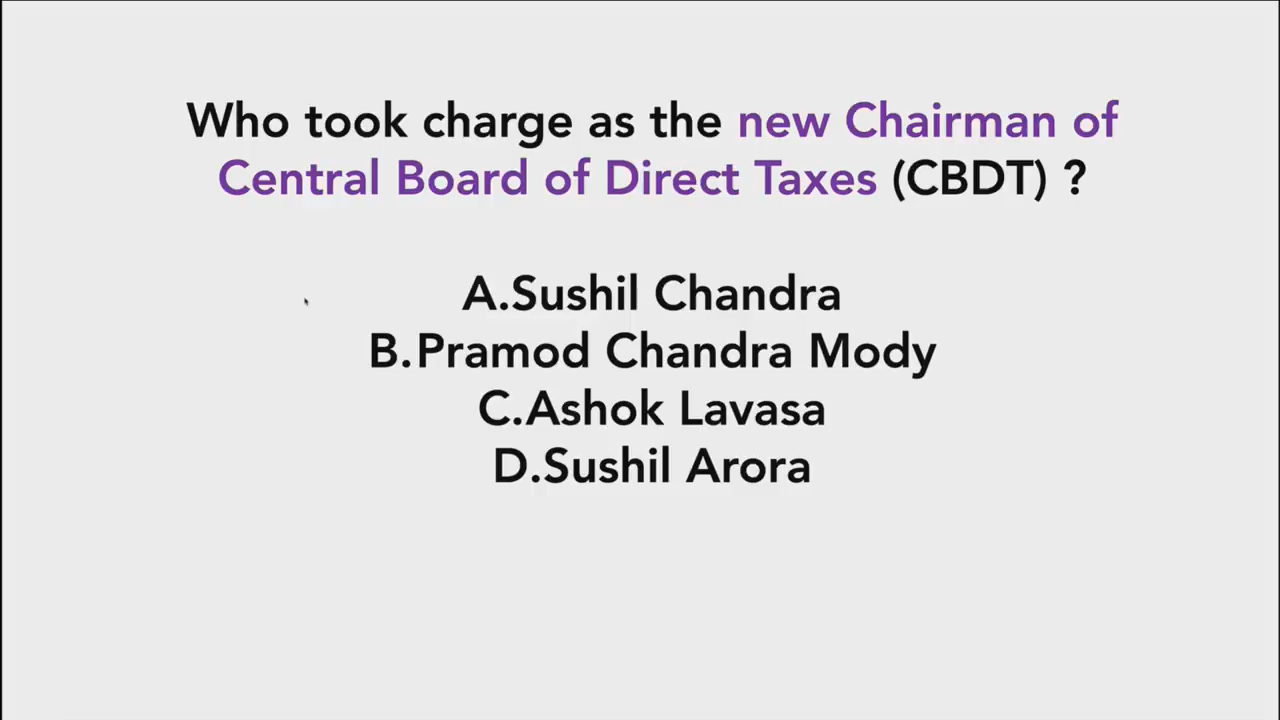 Who took charge as the new Chairman of
Central Board of Direct Taxes (CBDT) ?
A.Sushil Chandra
B.Pramod Chandra Mody
C.Ashok Lavasa
D.Sushil Arora